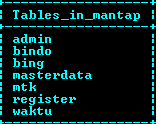 Tables_in_mantap
admin
bindo
bing
masterdata
mtk
register
waktu